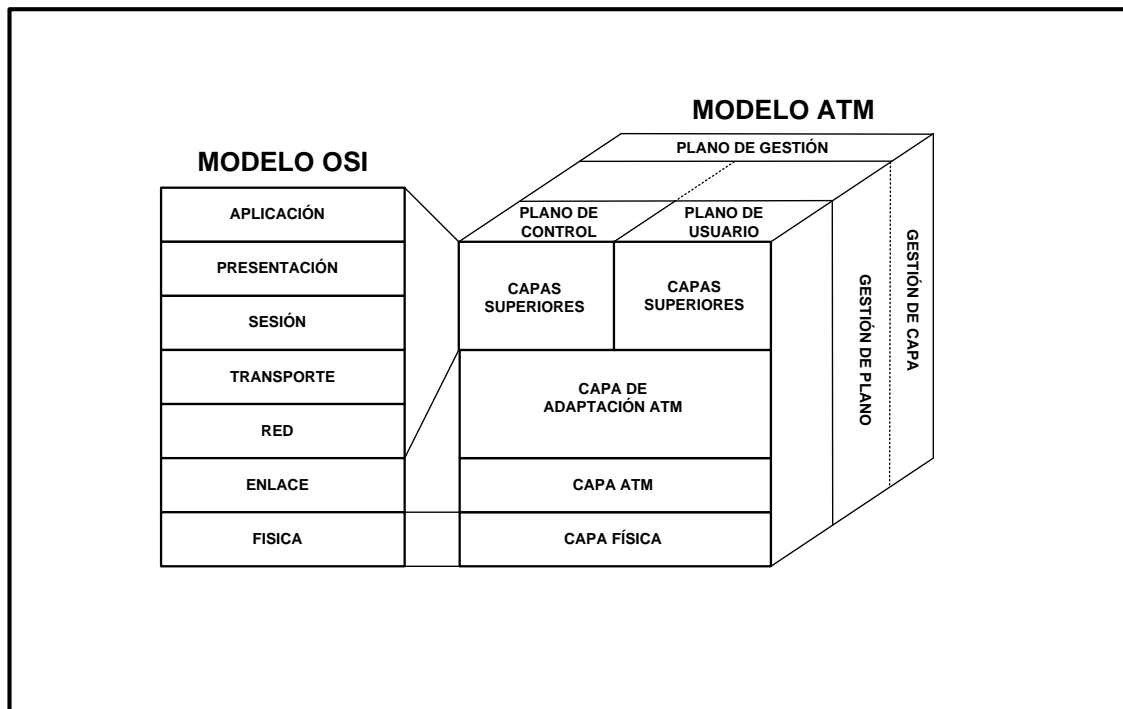 MODELO ATM
PLANO DE GESTIÓN
MODELO OSI
APLICACIÓN
PRESENTACIÓN
SESIÓN
TRANSPORTE
RED
ENLACE
FISICA
PLANO DE
CONTROL
PLANO DE
USUARIO
CAPAS
SUPERIORES
CAPAS
SUPERIORES
CAPA DE
ADAPTACIÓN ATM
CAPA ATM
CAPA FÍSICA
GESTIÓN DE PLANO
GESTIÓN DE CAPA